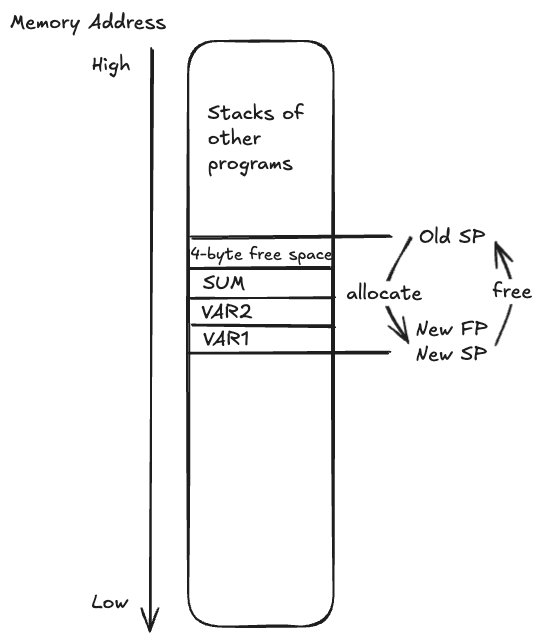 Memory Address
High
Stacks of
other
programs
Old SP
4-byte free space
SUM
allocate
free
VAR2
New FP
VAR1
New SP
Low